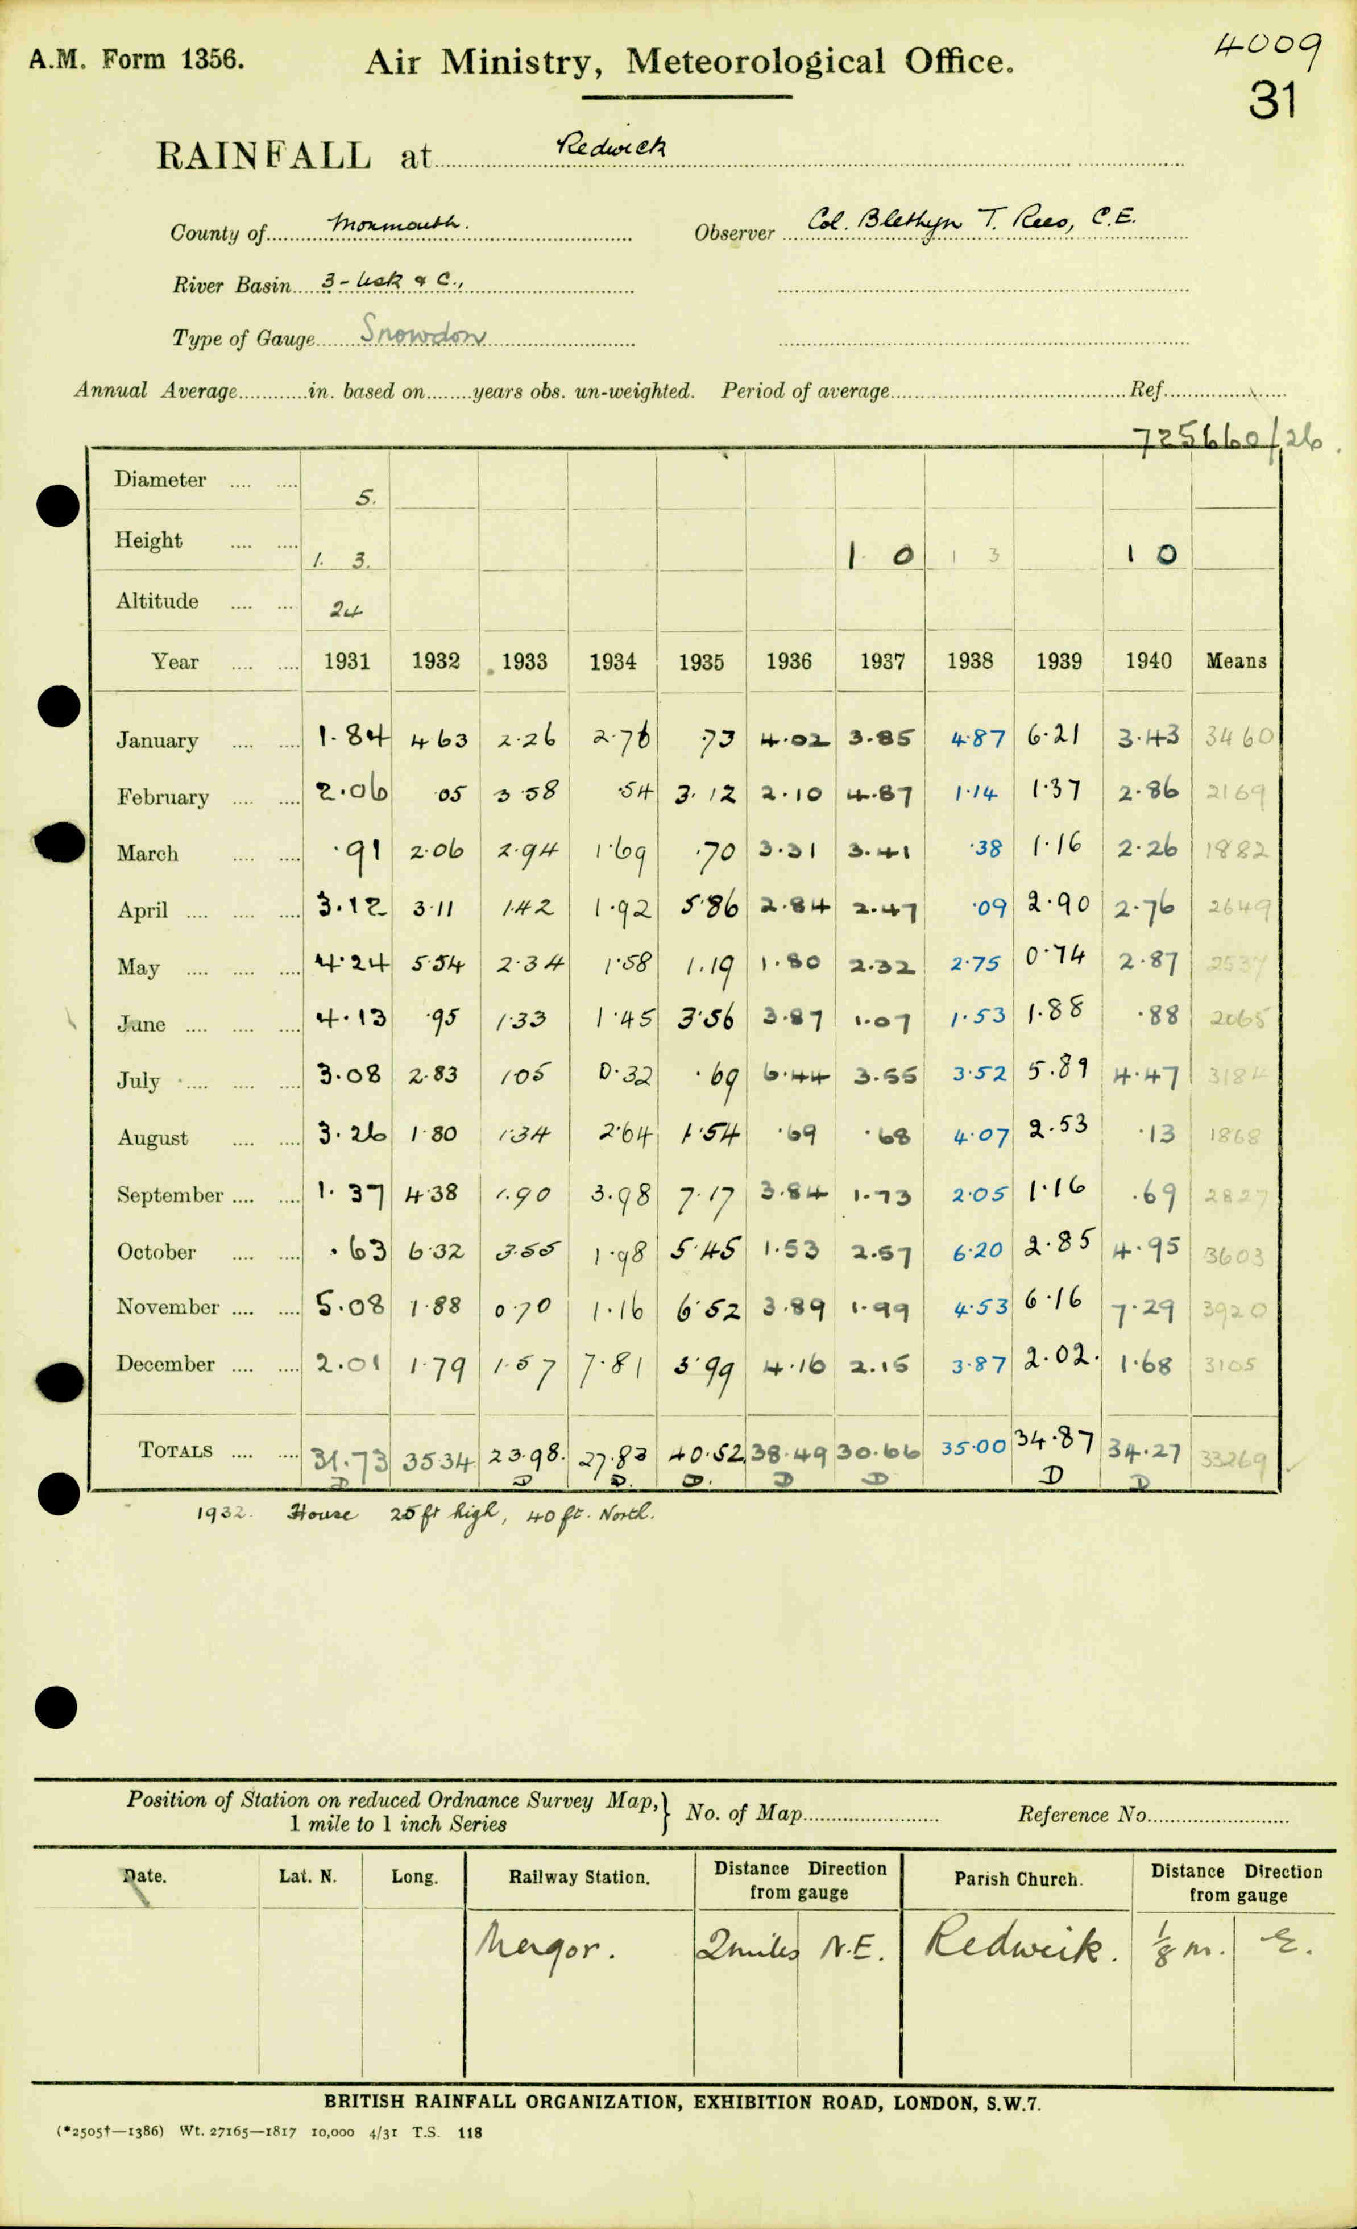 4009
A.M. Form 1356. Air Ministry, Meteorological Office.
31
RAINFALL at Redwick
County of Monmouth. Observer Col. Blethyn T. Rees, C.E.
River Basin 3 - Usk & C.,
Type of Gauge Snowdon
Annual Average in. based on years obs. un-weighted. Period of average Ref.
725660/26
Diameter 5.
Height 1. 3. 1 0 1 3 1 0
Altitude 24
Year 1931 1932 1933 1934 1935 1936 1937 1938 1939 1940 Means
January 1.84 4.63 2.26 2.76 .73 4.02 3.85 4.87 6.21 3.43 3460
February 2.06 .05 3.58 .54 3.12 2.10 4.87 1.14 1.37 2.86 2169
March .91 2.06 2.94 1.69 .70 3.31 3.41 .38 1.16 2.26 1882
April 3.12 3.11 1.42 1.92 5.86 2.84 2.47 .09 2.90 2.76 2649
May 4.24 5.54 2.34 1.58 1.19 1.80 2.32 2.75 0.74 2.87 2537
June 4.13 .95 1.33 1.45 3.56 3.87 1.07 1.53 1.88 .88 2065
July 3.08 2.83 1.05 0.32 .69 6.44 3.55 3.52 5.89 4.47 3184
August 3.26 1.80 1.34 2.64 1.54 .69 .68 4.07 2.53 .13 1868
September 1.37 4.38 1.90 3.98 7.17 3.84 1.73 2.05 1.16 .69 2827
October .63 6.32 3.55 1.98 5.45 1.53 2.57 6.20 2.85 4.95 3603
November 5.08 1.88 0.70 1.16 6.52 3.89 1.99 4.53 6.16 7.29 3920
December 2.01 1.79 1.57 7.81 3.99 4.16 2.15 3.87 2.02. 1.68 3105
TOTALS 31.73 35.34 23.98. 27.83 40.52 38.49 30.66 35.00 34.87 34.27 33269
D D D. D. D D D D
1932. House 25 ft high, 40 ft. North.
Position of Station on reduced Ordnance Survey Map, 1 mile to 1 inch Series } No. of Map Reference No.
Date. Lat. N. Long. Railway Station. Distance Direction from gauge Parish Church. Distance Direction from gauge
Magor. 2 miles N.E. Redwick. 1/8 m. E.
BRITISH RAINFALL ORGANIZATION, EXHIBITION ROAD, LONDON, S.W.7.
(*2505†—1386) Wt. 27165—1817 10,000 4/31 T.S. 118